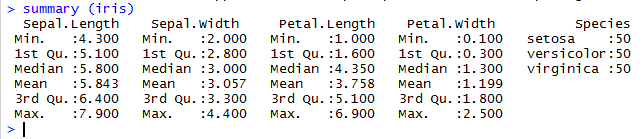 > summary (iris)
Sepal.Length Sepal.Width Petal.Length Petal.Width Species
Min. :4.300 Min. :2.000 Min. :1.000 Min. :0.100 setosa :50
1st Qu.:5.100 1st Qu.:2.800 1st Qu.:1.600 1st Qu.:0.300 versicolor:50
Median :5.800 Median :3.000 Median :4.350 Median :1.300 virginica :50
Mean :5.843 Mean :3.057 Mean :3.758 Mean :1.199
3rd Qu.:6.400 3rd Qu.:3.300 3rd Qu.:5.100 3rd Qu.:1.800
Max. :7.900 Max. :4.400 Max. :6.900 Max. :2.500
>